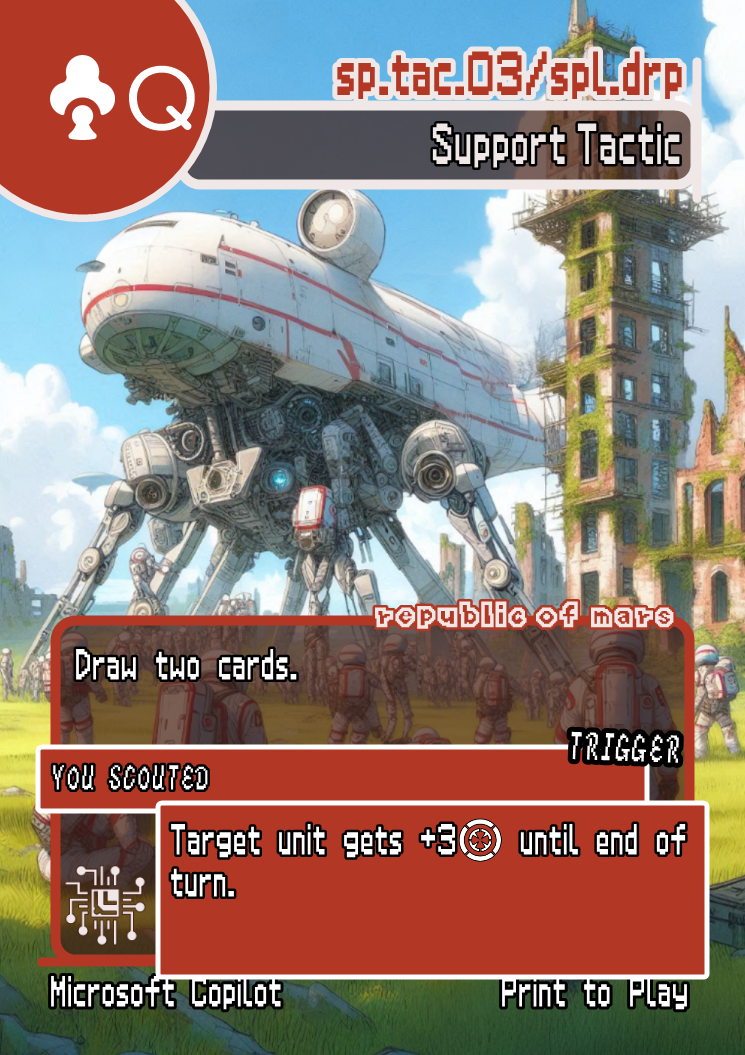 Q
sp.tac.03/spl.drp
Support Tactic
republic of mars
Draw two cards.
TRIGGER
YOU SCOUTED
Target unit gets +3 until end of
turn.
Microsoft Copilot
Print to Play